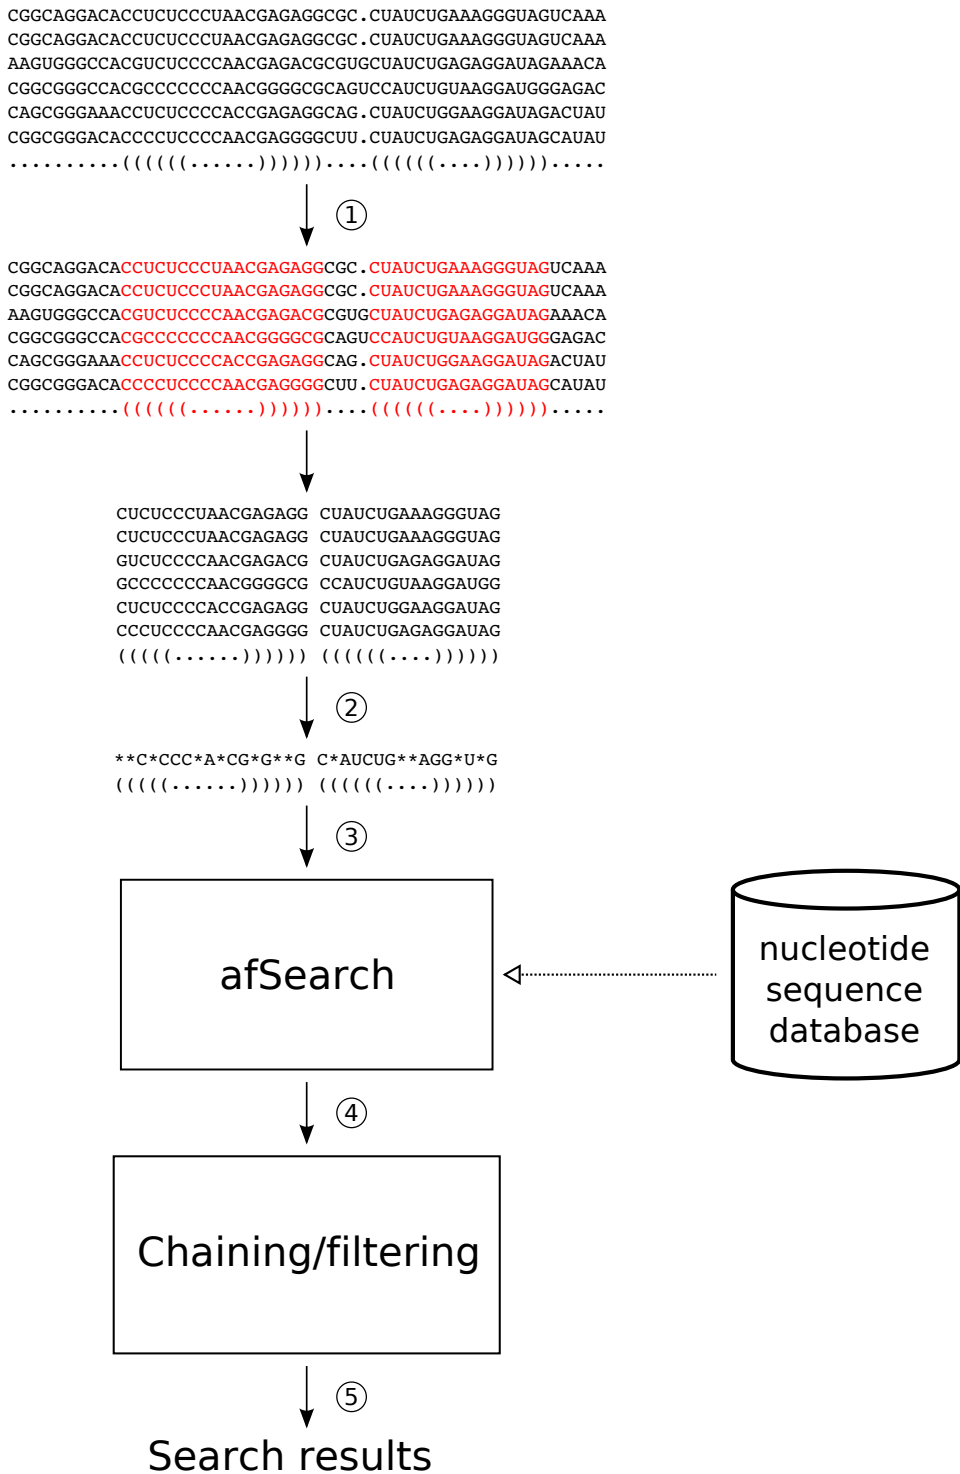 CGGCAGGACACCUCUCCCUAACGAGAGGCGC.CUAUCUGAAAGGGUAGUCAAA
CGGCAGGACACCUCUCCCUAACGAGAGGCGC.CUAUCUGAAAGGGUAGUCAAA
AAGUGGGCCACGUCUCCCCAACGAGACGCGUGCUAUCUGAGAGGAUAGAAACA
CGGCGGGCCACGCCCCCCCAACGGGGCGCAGUCCAUCUGUAAGGAUGGGAGAC
CAGCGGGAAACCUCUCCCCACCGAGAGGCAG.CUAUCUGGAAGGAUAGACUAU
CGGCGGGACACCCCUCCCCAACGAGGGGCUU.CUAUCUGAGAGGAUAGCAUAU
..........((((((......))))))....((((((....)))))).....
①
CGGCAGGACACCUCUCCCUAACGAGAGGCGC.CUAUCUGAAAGGGUAGUCAAA
CGGCAGGACACCUCUCCCUAACGAGAGGCGC.CUAUCUGAAAGGGUAGUCAAA
AAGUGGGCCACGUCUCCCCAACGAGACGCGUGCUAUCUGAGAGGAUAGAAACA
CGGCGGGCCACGCCCCCCCAACGGGGCGCAGUCCAUCUGUAAGGAUGGGAGAC
CAGCGGGAAACCUCUCCCCACCGAGAGGCAG.CUAUCUGGAAGGAUAGACUAU
CGGCGGGACACCCCUCCCCAACGAGGGGCUU.CUAUCUGAGAGGAUAGCAUAU
..........((((((......))))))....((((((....)))))).....
CUCUCCCUAACGAGAGG CUAUCUGAAAGGGUAG
CUCUCCCUAACGAGAGG CUAUCUGAAAGGGUAG
GUCUCCCCAACGAGACG CUAUCUGAGAGGAUAG
GCCCCCCCAACGGGGCG CCAUCUGUAAGGAUGG
CUCUCCCCACCGAGAGG CUAUCUGGAAGGAUAG
CCCUCCCCAACGAGGGG CUAUCUGAGAGGAUAG
(((((......)))))) ((((((....))))))
②
**C*CCC*A*CG*G**G C*AUCUG**AGG*U*G
(((((......)))))) ((((((....))))))
③
afSearch
nucleotide
sequence
database
④
Chaining/filtering
⑤
Search results